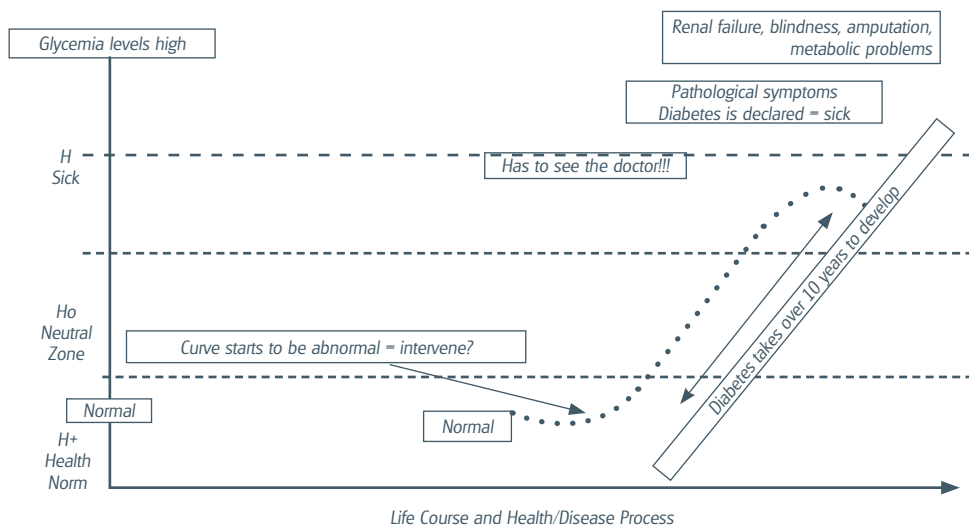 Renal failure, blindness, amputation,
metabolic problems
Glycemia levels high
Pathological symptoms
Diabetes is declared = sick
H
Sick
Has to see the doctor!!!
Diabetes takes over 10 years to develop
Ho
Neutral
Zone
Curve starts to be abnormal = intervene?
Normal
Normal
H+
Health
Norm
Life Course and Health/Disease Process